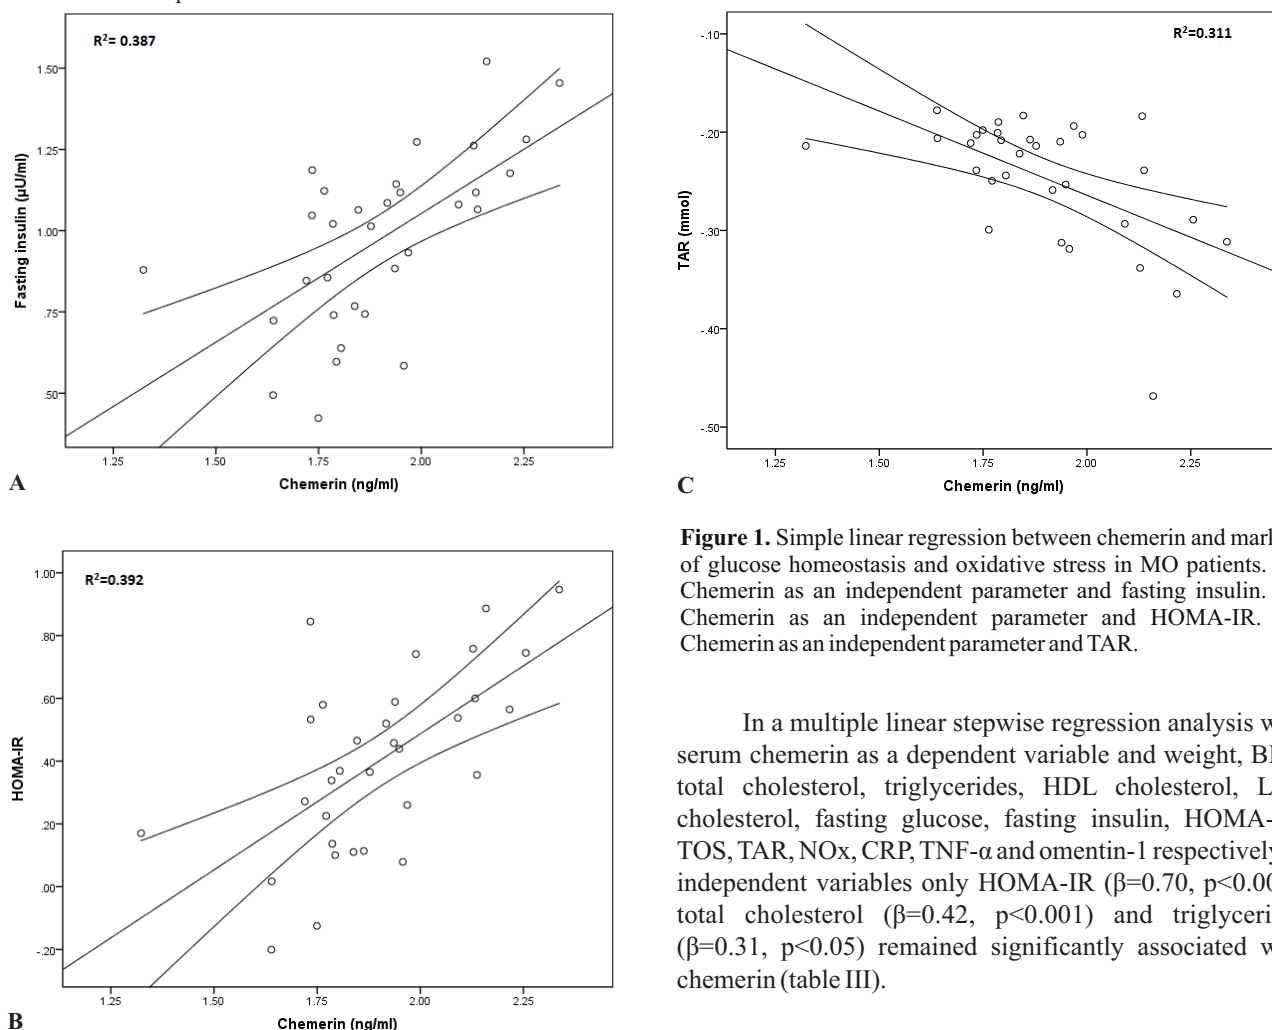 R²= 0.387
1.50
1.25
1.00
.75
.50
Fasting insulin (µU/ml)
1.25 1.50 1.75 2.00 2.25
Chemerin (ng/ml)
A
R²=0.392
1.00
.80
.60
.40
.20
.00
-.20
HOMA-IR
1.25 1.50 1.75 2.00 2.25
Chemerin (ng/ml)
B
R²=0.311
-.10
-.20
-.30
-.40
-.50
TAR (mmol)
1.25 1.50 1.75 2.00 2.25
Chemerin (ng/ml)
C
Figure 1. Simple linear regression between chemerin and mark
of glucose homeostasis and oxidative stress in MO patients.
Chemerin as an independent parameter and fasting insulin.
Chemerin as an independent parameter and HOMA-IR.
Chemerin as an independent parameter and TAR.
In a multiple linear stepwise regression analysis w
serum chemerin as a dependent variable and weight, BI
total cholesterol, triglycerides, HDL cholesterol, L
cholesterol, fasting glucose, fasting insulin, HOMA-
TOS, TAR, NOx, CRP, TNF-α and omentin-1 respectively
independent variables only HOMA-IR (β=0.70, p<0.00
total cholesterol (β=0.42, p<0.001) and triglyceri
(β=0.31, p<0.05) remained significantly associated w
chemerin (table III).